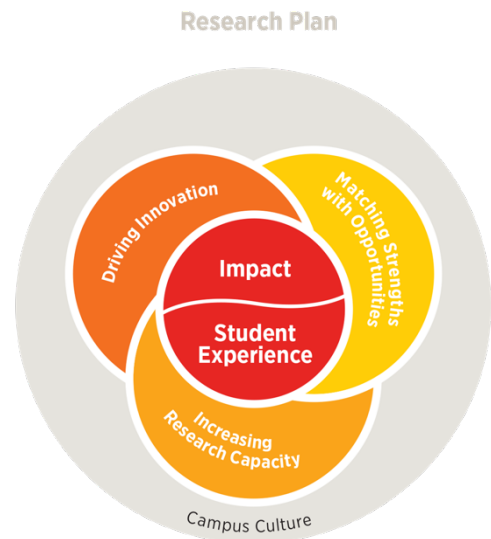 Research Plan
Driving Innovation
Matching Strengths
with Opportunities
Impact
Student
Experience
Increasing
Research Capacity
Campus Culture